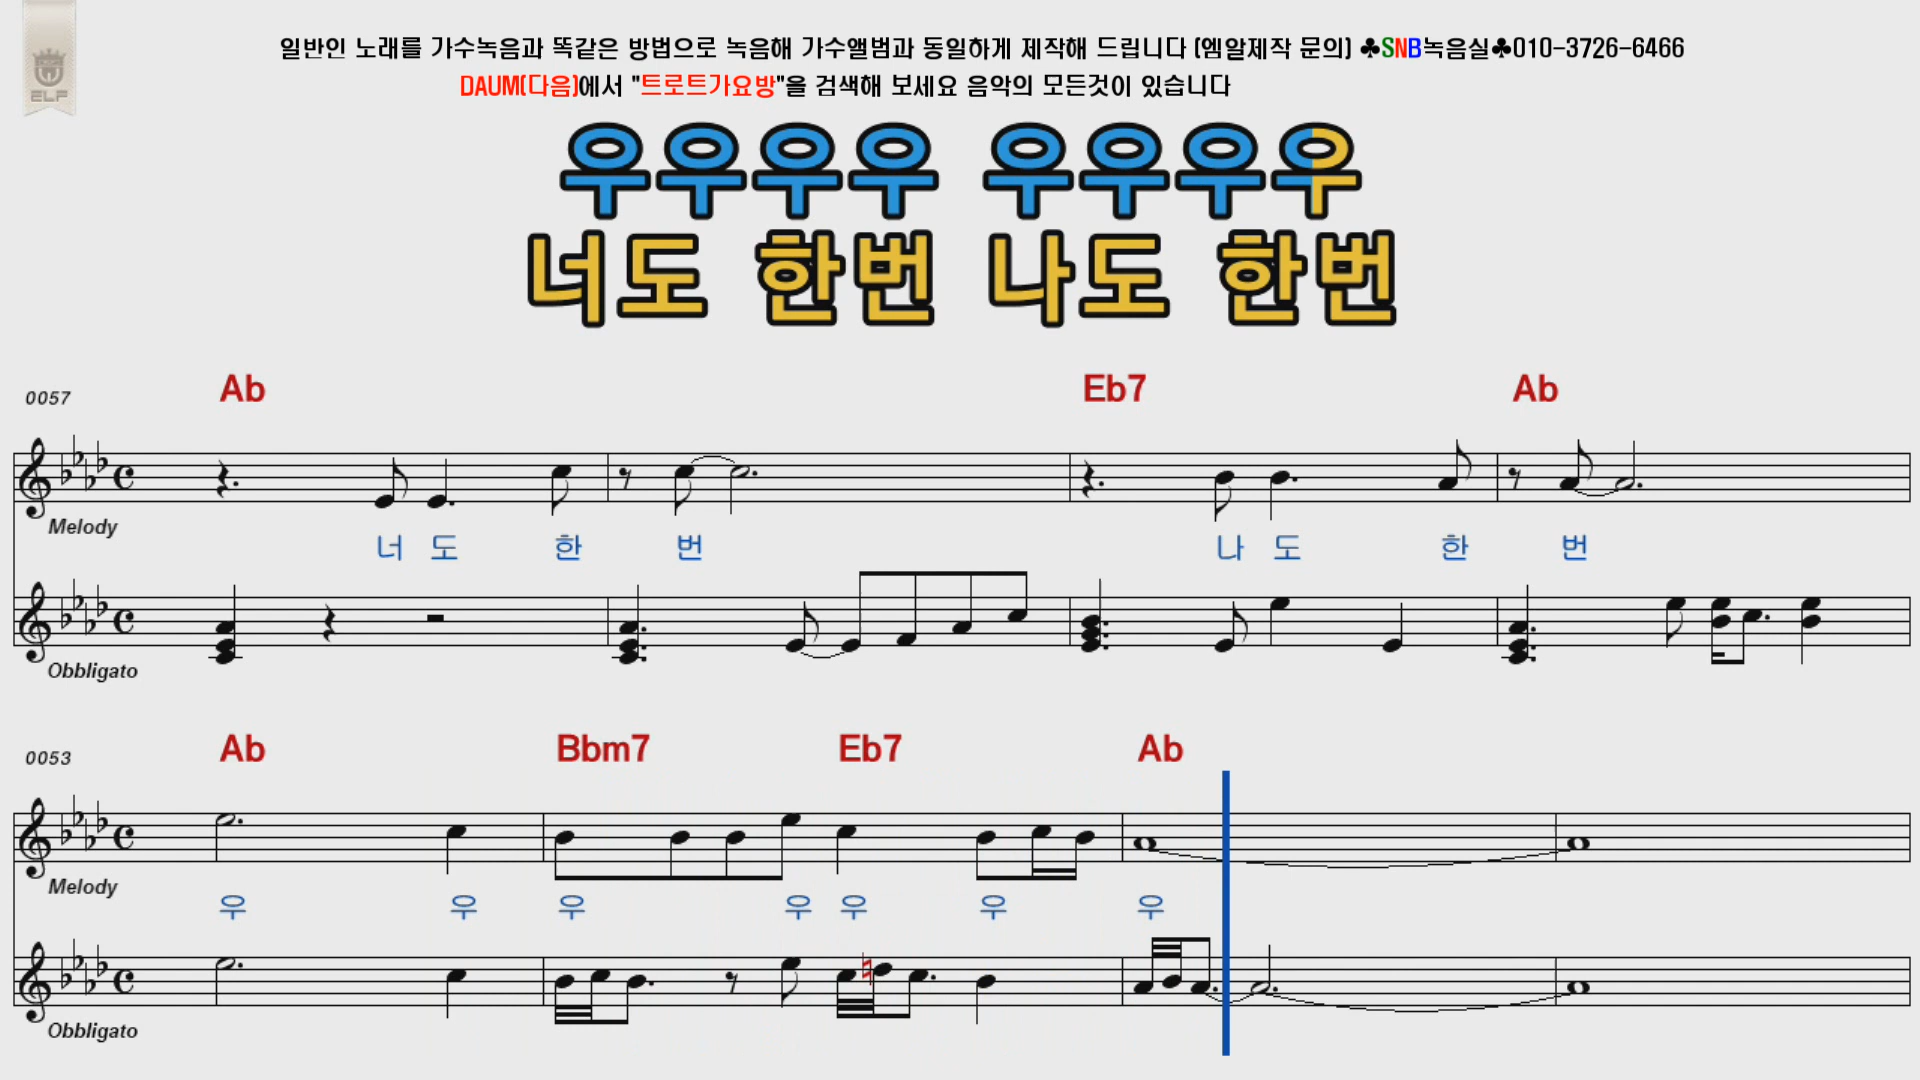 ELF
일반인 노래를 가수녹음과 똑같은 방법으로 녹음해 가수앨범과 동일하게 제작해 드립니다 (엠알제작 문의) ♣SNB녹음실♣010-3726-6466
DAUM(다음)에서 "트로트가요방"을 검색해 보세요 음악의 모든것이 있습니다
우우우우 우우우우
너도 한번 나도 한번
0057 Ab Eb7 Ab
Melody
너 도 한 번 나 도 한 번
Obbligato
0053 Ab Bbm7 Eb7 Ab
Melody
우 우 우 우 우 우 우
Obbligato